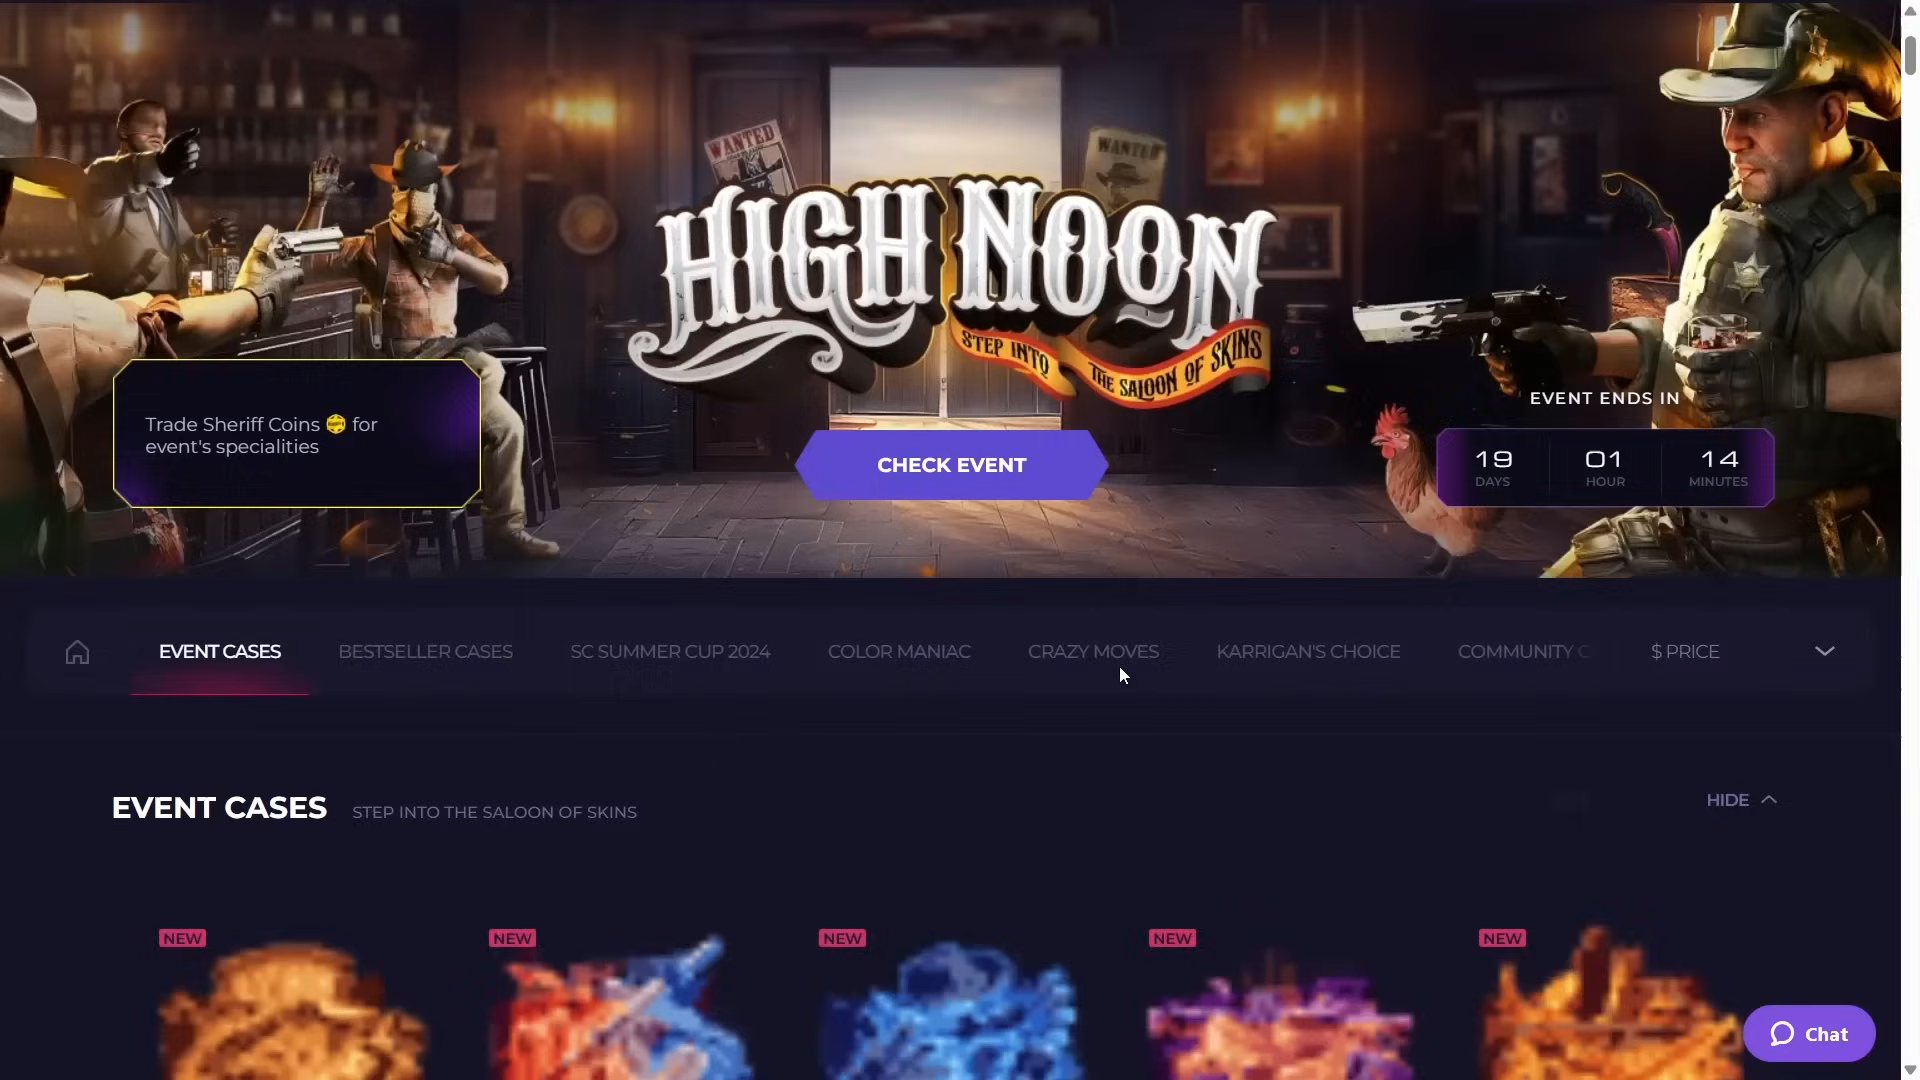 WANTED
WANTED
HIGH NOON
STEP INTO THE SALOON OF SKINS
Trade Sheriff Coins for
event's specialities
CHECK EVENT
EVENT ENDS IN
19 01 14
DAYS HOUR MINUTES
EVENT CASES BESTSELLER CASES SC SUMMER CUP 2024 COLOR MANIAC CRAZY MOVES KARRIGAN'S CHOICE COMMUNITY C $ PRICE
EVENT CASES STEP INTO THE SALOON OF SKINS HIDE
NEW NEW NEW NEW NEW
Chat